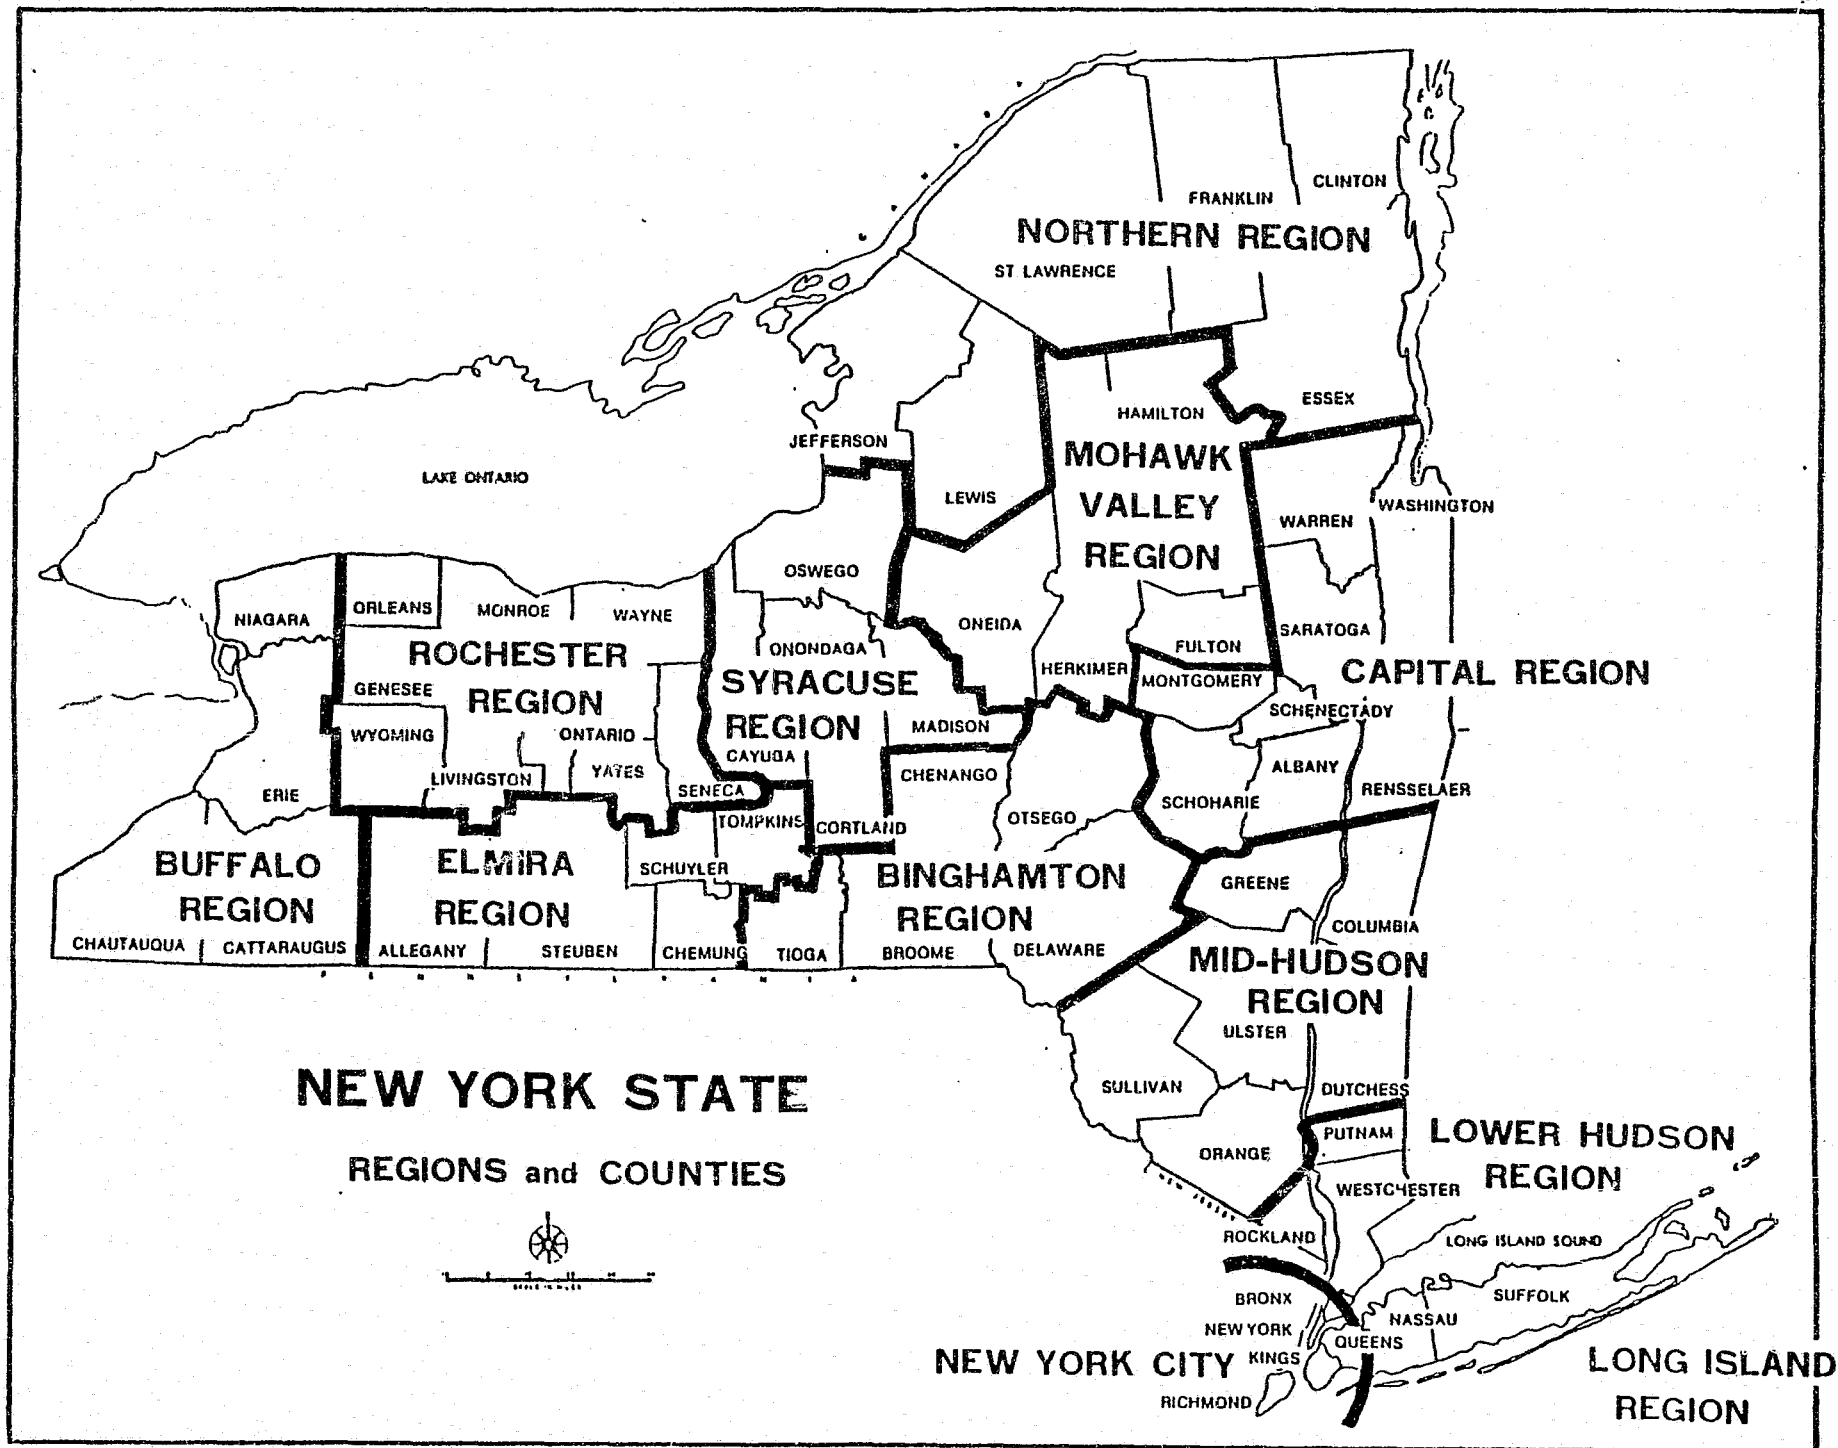 CLINTON
FRANKLIN
NORTHERN REGION
ST LAWRENCE
ESSEX
HAMILTON
JEFFERSON
MOHAWK
VALLEY
REGION
LAKE ONTARIO
LEWIS
WASHINGTON
WARREN
OSWEGO
ORLEANS
MONROE
WAYNE
NIAGARA
ONEIDA
SARATOGA
FULTON
ONONDAGA
ROCHESTER
REGION
HERKIMER
MONTGOMERY
CAPITAL REGION
SYRACUSE
REGION
GENESEE
SCHENECTADY
WYOMING
ONTARIO
MADISON
CAYUGA
ALBANY
LIVINGSTON
YATES
CHENANGO
SENECA
RENSSELAER
ERIE
SCHOHARIE
OTSEGO
TOMPKINS
CORTLAND
BUFFALO
REGION
ELMIRA
REGION
SCHUYLER
BINGHAMTON
REGION
GREENE
COLUMBIA
CHAUTAUQUA
CATTARAUGUS
ALLEGANY
STEUBEN
CHEMUNG
TIOGA
BROOME
DELAWARE
MID-HUDSON
REGION
ULSTER
NEW YORK STATE
SULLIVAN
DUTCHESS
PUTNAM
LOWER HUDSON
REGION
ORANGE
REGIONS and COUNTIES
WESTCHESTER
ROCKLAND
LONG ISLAND SOUND
BRONX
SUFFOLK
NASSAU
NEW YORK
QUEENS
NEW YORK CITY
KINGS
LONG ISLAND
REGION
RICHMOND